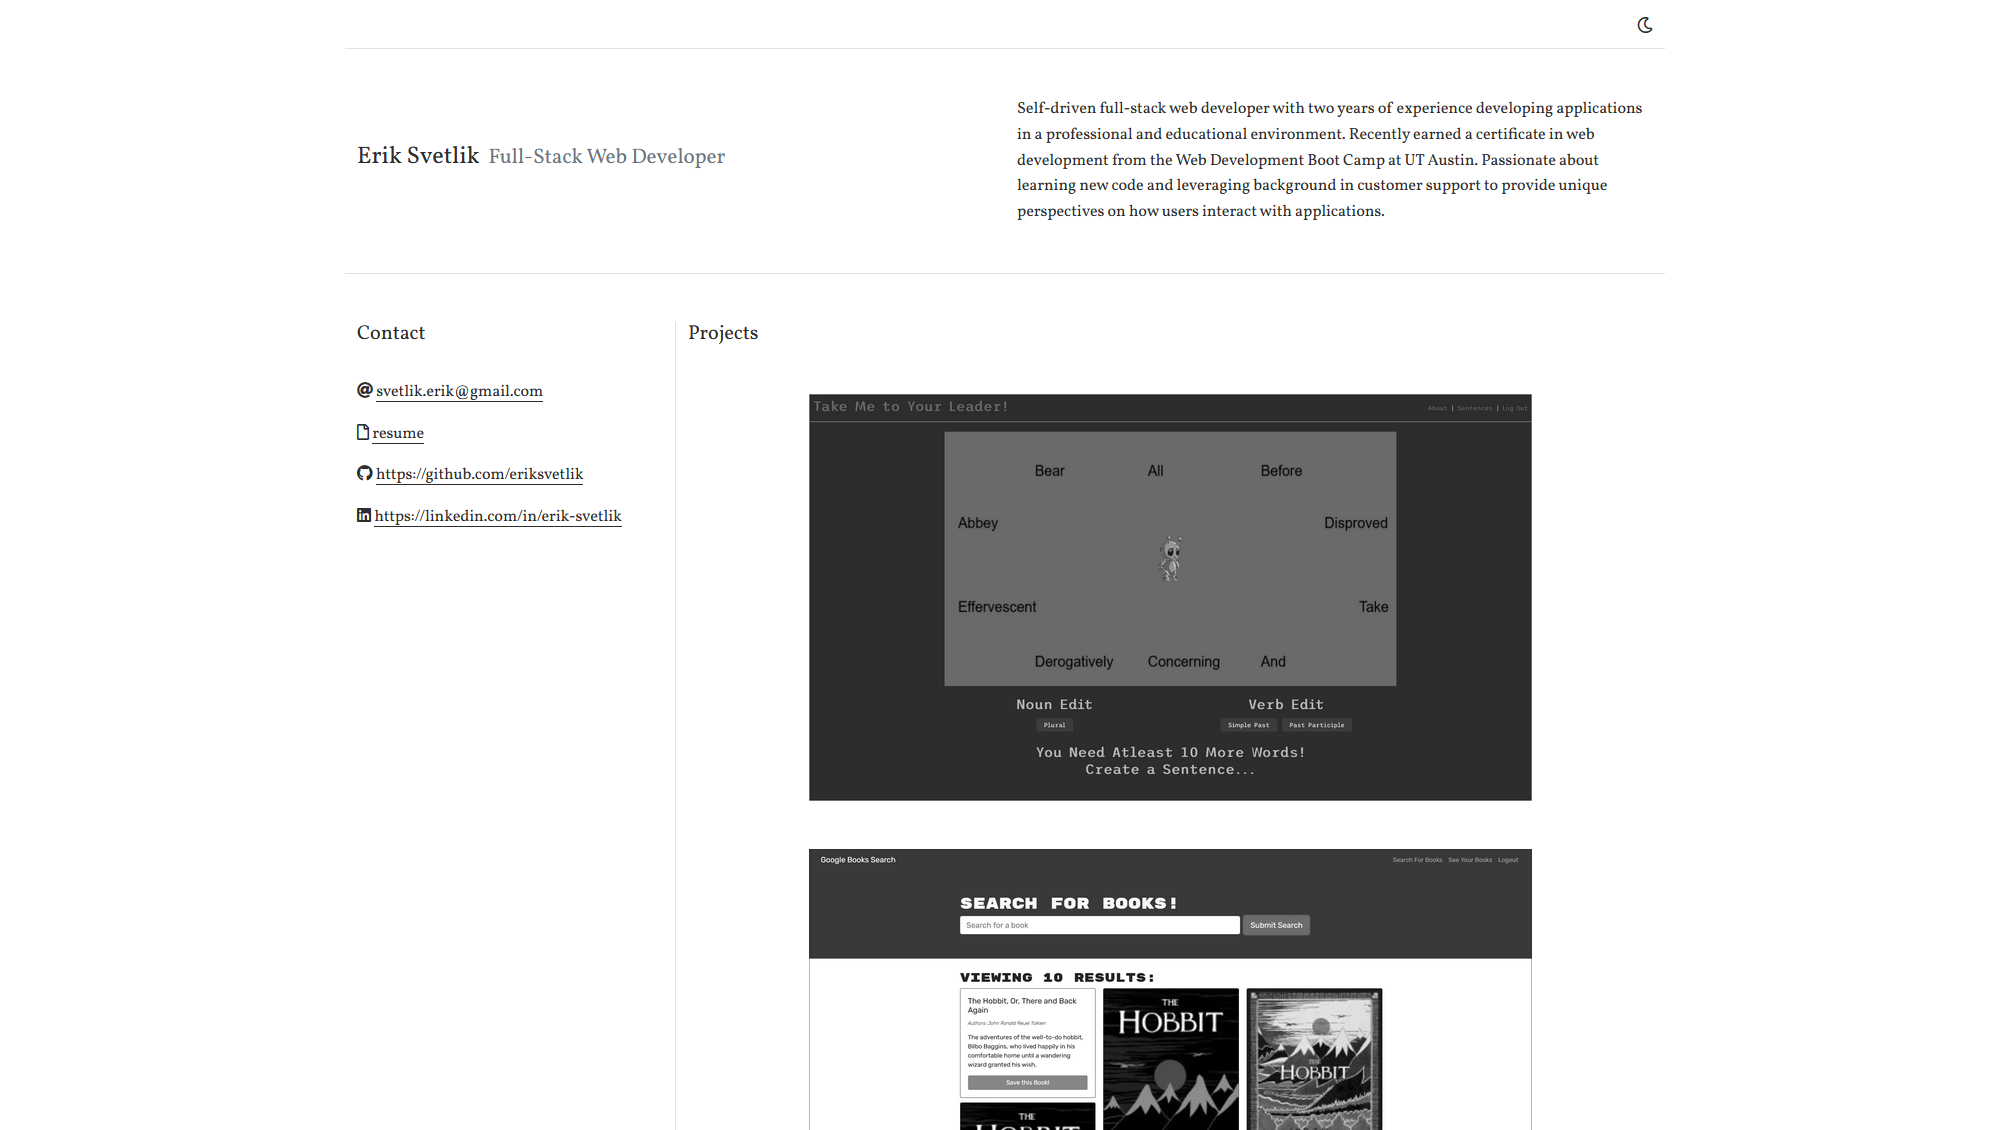 Erik Svetlik Full-Stack Web Developer
Self-driven full-stack web developer with two years of experience developing applications
in a professional and educational environment. Recently earned a certificate in web
development from the Web Development Boot Camp at UT Austin. Passionate about
learning new code and leveraging background in customer support to provide unique
perspectives on how users interact with applications.
Contact
svetlik.erik@gmail.com
resume
https://github.com/eriksvetlik
https://linkedin.com/in/erik-svetlik
Projects
Take Me to Your Leader!
About | Sentences | Log Out
Bear All Before
Abbey Disproved
Effervescent Take
Derogatively Concerning And
Noun Edit Verb Edit
Plural Simple Past Past Participle
You Need Atleast 10 More Words!
Create a Sentence...
Google Books Search
Search For Books See Your Books Logout
SEARCH FOR BOOKS!
Search for a book Submit Search
VIEWING 10 RESULTS:
The Hobbit, Or, There and Back
Again
Authors: John Ronald Reuel Tolkien
The adventures of the well-to-do hobbit,
Bilbo Baggins, who lived happily in his
comfortable home until a wandering
wizard granted his wish.
Save this Book!
THE
HOBBIT
THE
HOBBIT
THE
HOBBIT